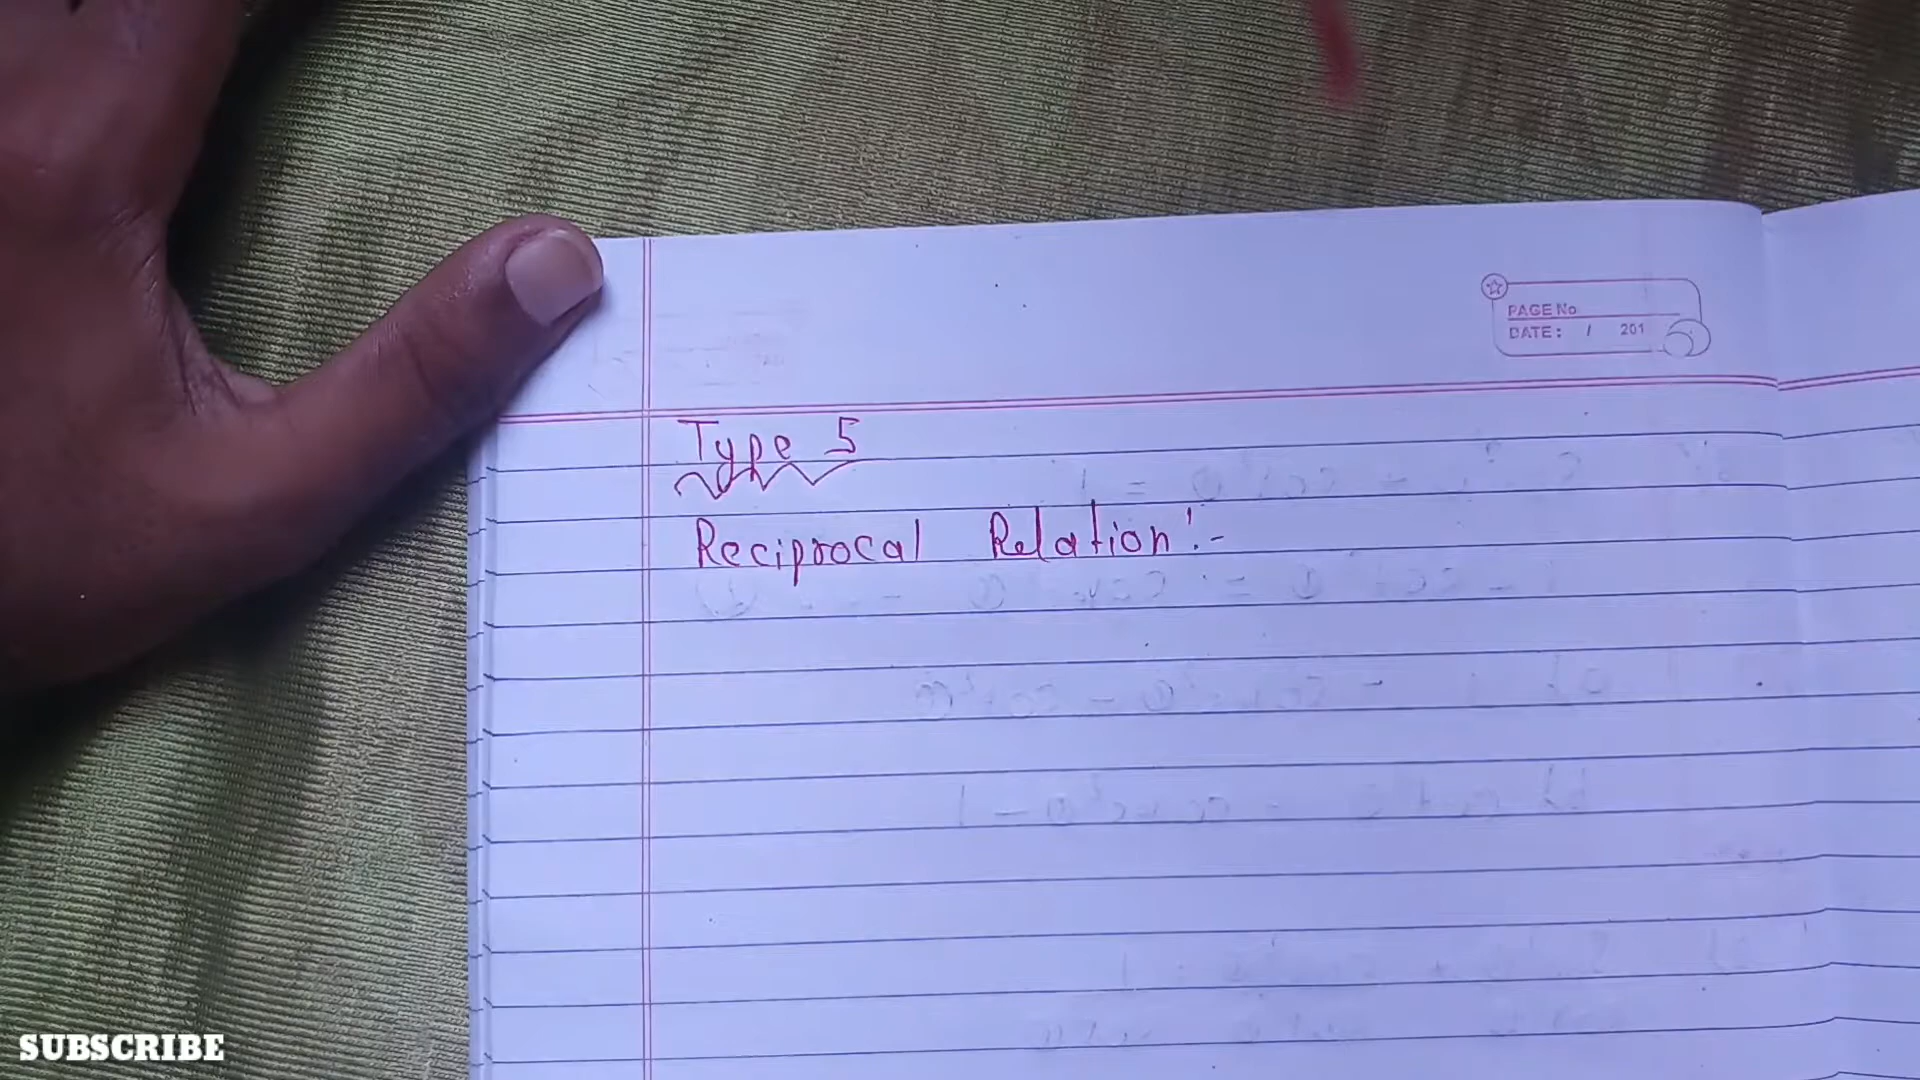 PAGE No
DATE: / 201
Type 5
Reciprocal Relation :-
SUBSCRIBE